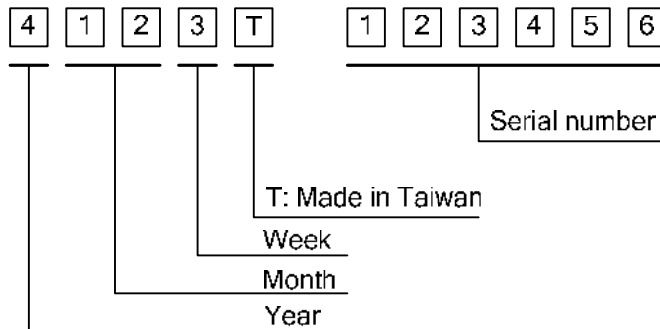 4 1 2 3 T 1 2 3 4 5 6
Serial number
T: Made in Taiwan
Week
Month
Year